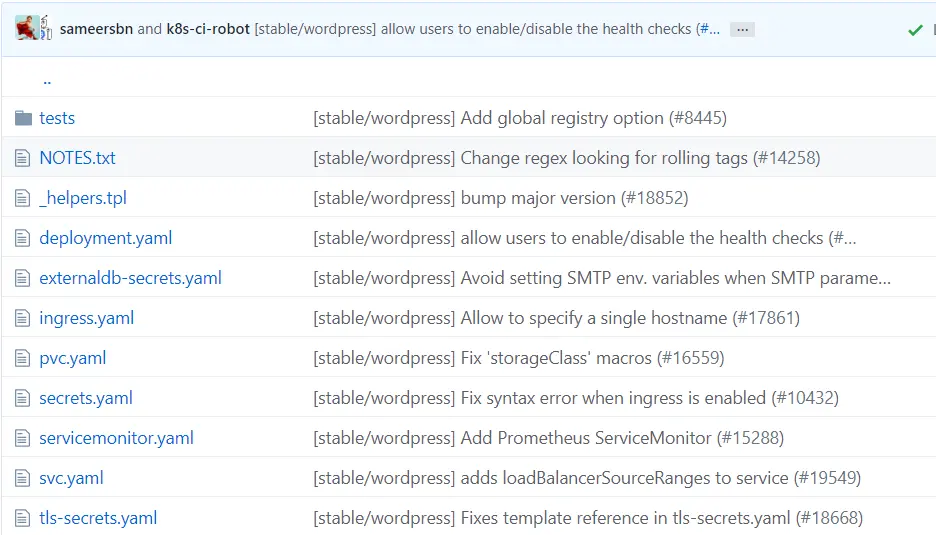 sameersbn and k8s-ci-robot [stable/wordpress] allow users to enable/disable the health checks (#... ...
..
tests [stable/wordpress] Add global registry option (#8445)
NOTES.txt [stable/wordpress] Change regex looking for rolling tags (#14258)
_helpers.tpl [stable/wordpress] bump major version (#18852)
deployment.yaml [stable/wordpress] allow users to enable/disable the health checks (#...
externaldb-secrets.yaml [stable/wordpress] Avoid setting SMTP env. variables when SMTP parame...
ingress.yaml [stable/wordpress] Allow to specify a single hostname (#17861)
pvc.yaml [stable/wordpress] Fix 'storageClass' macros (#16559)
secrets.yaml [stable/wordpress] Fix syntax error when ingress is enabled (#10432)
servicemonitor.yaml [stable/wordpress] Add Prometheus ServiceMonitor (#15288)
svc.yaml [stable/wordpress] adds loadBalancerSourceRanges to service (#19549)
tls-secrets.yaml [stable/wordpress] Fixes template reference in tls-secrets.yaml (#18668)